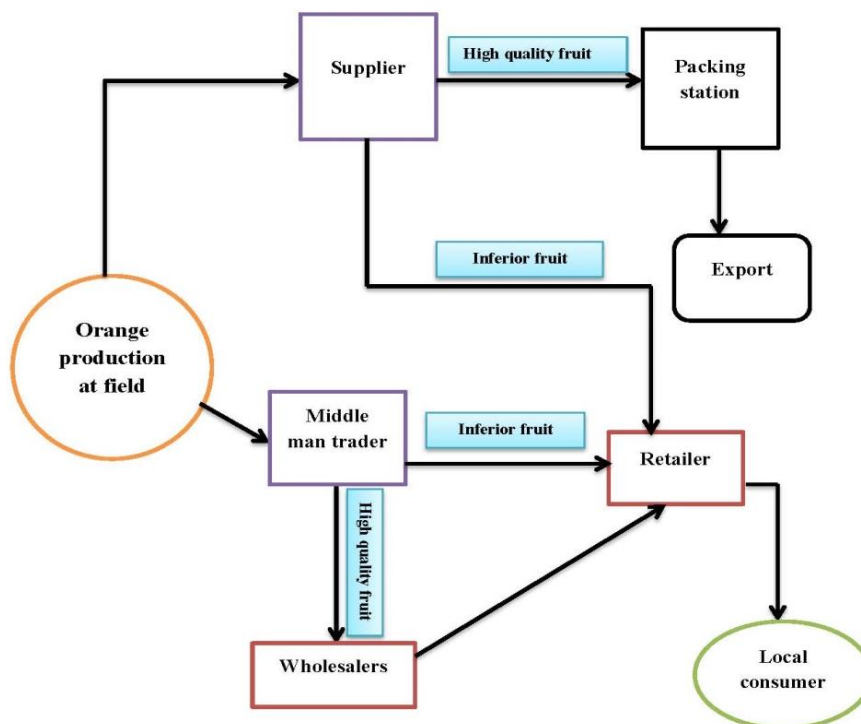 Supplier
High quality fruit
Packing
station
Inferior fruit
Export
Orange
production
at field
Middle
man trader
Inferior fruit
Retailer
High quality fruit
Wholesalers
Local
consumer